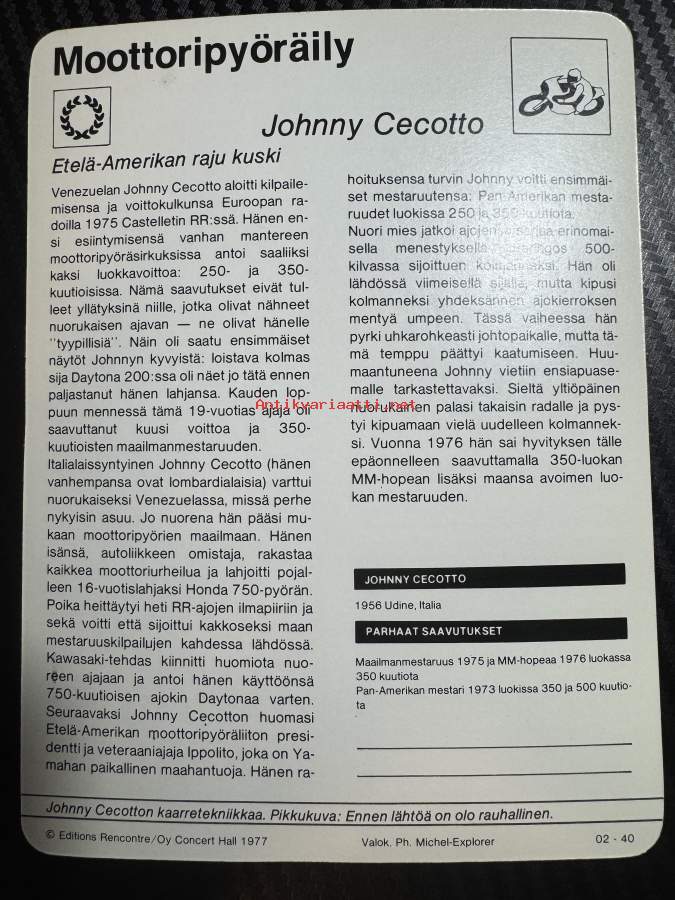 Moottoripyöräily
Johnny Cecotto
Etelä-Amerikan raju kuski
Venezuelan Johnny Cecotto aloitti kilpaile-
misensa ja voittokulkunsa Euroopan ra-
doilla 1975 Castelletin RR:ssä. Hänen en-
si esiintymisensä vanhan mantereen
moottoripyöräsirkuksissa antoi saaliiksi
kaksi luokkavoittoa: 250- ja 350-
kuutioisissa. Nämä saavutukset eivät tul-
leet yllätyksinä niille, jotka olivat nähneet
nuorukaisen ajavan — ne olivat hänelle
"tyypillisiä". Näin oli saatu ensimmäiset
näytöt Johnnyn kyvyistä: loistava kolmas
sija Daytona 200:ssa oli näet jo tätä ennen
paljastanut hänen lahjansa. Kauden lop-
puun mennessä tämä 19-vuotias ajaja oli
saavuttanut kuusi voittoa ja 350-
kuutioisten maailmanmestaruuden.
Italialaissyntyinen Johnny Cecotto (hänen
vanhempansa ovat lombardialaisia) varttui
nuorukaiseksi Venezuelassa, missä perhe
nykyisin asuu. Jo nuorena hän pääsi mu-
kaan moottoripyörien maailmaan. Hänen
isänsä, autoliikkeen omistaja, rakastaa
kaikkea moottoriurheilua ja lahjoitti pojal-
leen 16-vuotislahjaksi Honda 750-pyörän.
Poika heittäytyi heti RR-ajojen ilmapiiriin ja
sekä voitti että sijoittui kakkoseksi maan
mestaruuskilpailujen kahdessa lähdössä.
Kawasaki-tehdas kiinnitti huomiota nuo-
reen ajajaan ja antoi hänen käyttöönsä
750-kuutioisen ajokin Daytonaa varten.
Seuraavaksi Johnny Cecotton huomasi
Etelä-Amerikan moottoripyöräliiton presi-
dentti ja veteraaniajaja Ippolito, joka on Ya-
mahan paikallinen maahantuoja. Hänen ra-
hoituksensa turvin Johnny voitti ensimmäi-
set mestaruutensa: Pan-Amerikan mesta-
ruudet luokissa 250 ja 350 kuutiota.
Nuori mies jatkoi ajojen sarjaa erinomai-
sella menestyksellä 500-
kilvassa sijoittuen kolmanneksi. Hän oli
lähdössä viimeisellä sijalla, mutta kipusi
kolmanneksi yhdeksännen ajokierroksen
mentyä umpeen. Tässä vaiheessa hän
pyrki uhkarohkeasti johtopaikalle, mutta tä-
mä temppu päättyi kaatumiseen. Huu-
maantuneena Johnny vietiin ensiapuase-
malle tarkastettavaksi. Sieltä yltiöpäinen
nuorukainen palasi takaisin radalle ja pys-
tyi kipuamaan vielä uudelleen kolmannek-
si. Vuonna 1976 hän sai hyvityksen tälle
epäonnelleen saavuttamalla 350-luokan
MM-hopean lisäksi maansa avoimen luo-
kan mestaruuden.
Antikvariaatti.net
JOHNNY CECOTTO
1956 Udine, Italia
PARHAAT SAAVUTUKSET
Maailmanmestaruus 1975 ja MM-hopeaa 1976 luokassa
350 kuutiota
Pan-Amerikan mestari 1973 luokissa 350 ja 500 kuutio-
ta
Johnny Cecotton kaarretekniikkaa. Pikkukuva: Ennen lähtöä on olo rauhallinen.
© Editions Rencontre/Oy Concert Hall 1977
Valok. Ph. Michel-Explorer
02 - 40